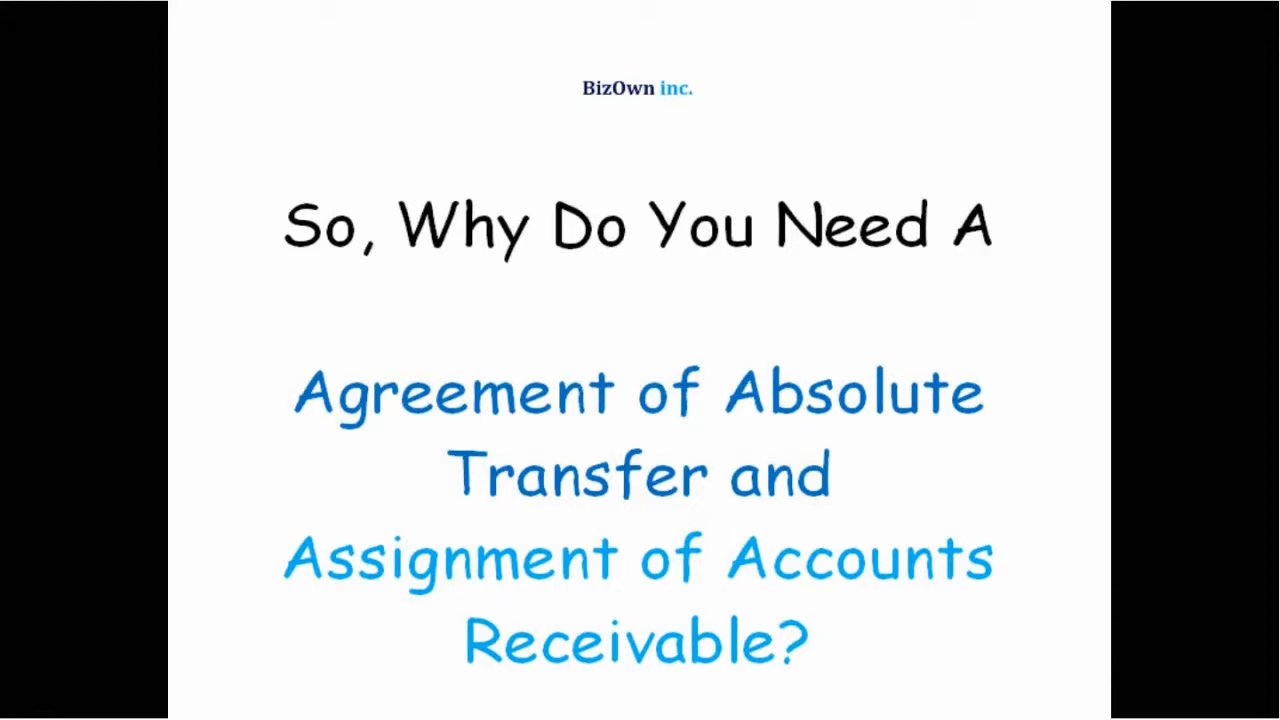 BizOwn inc.
So, Why Do You Need A
Agreement of Absolute
Transfer and
Assignment of Accounts
Receivable?